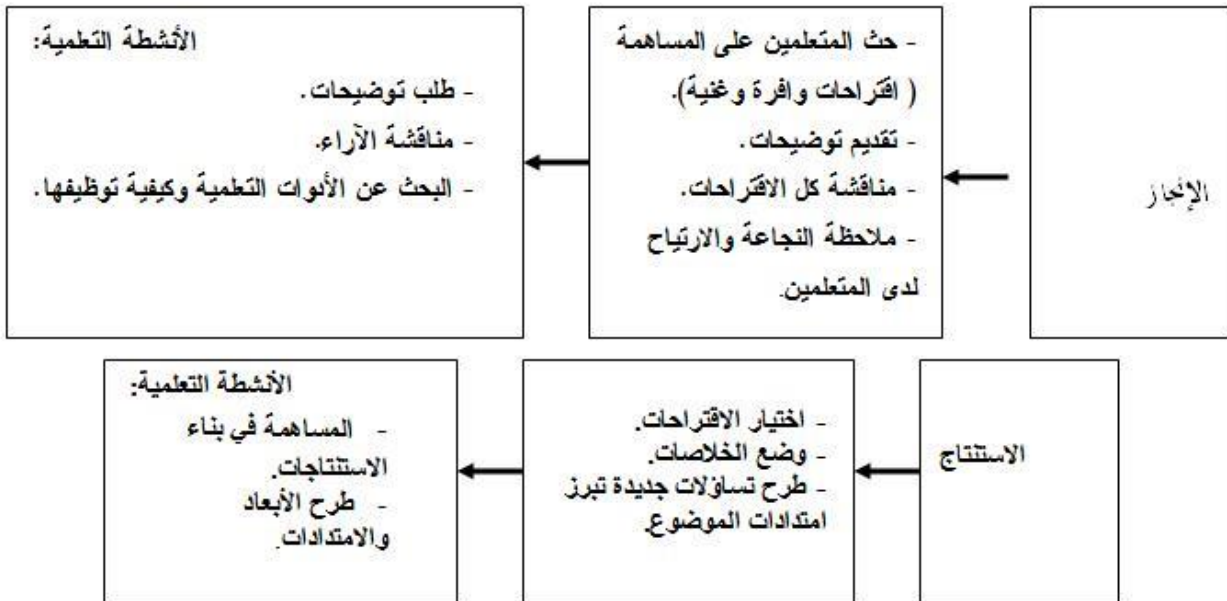 الإنجاز
- حث المتعلمين على المساهمة
( اقتراحات وافرة وغنية).
- تقديم توضيحات.
- مناقشة كل الاقتراحات.
- ملاحظة النجاعة والارتياح
لدى المتعلمين.
الأنشطة التعلمية:
- طلب توضيحات.
- مناقشة الآراء.
- البحث عن الأدوات التعلمية وكيفية توظيفها.
الاستنتاج
- اختيار الاقتراحات.
- وضع الخلاصات.
- طرح تساؤلات جديدة تبرز
امتدادات الموضوع.
الأنشطة التعلمية:
- المساهمة في بناء
الاستنتاجات.
- طرح الأبعاد
والامتدادات.